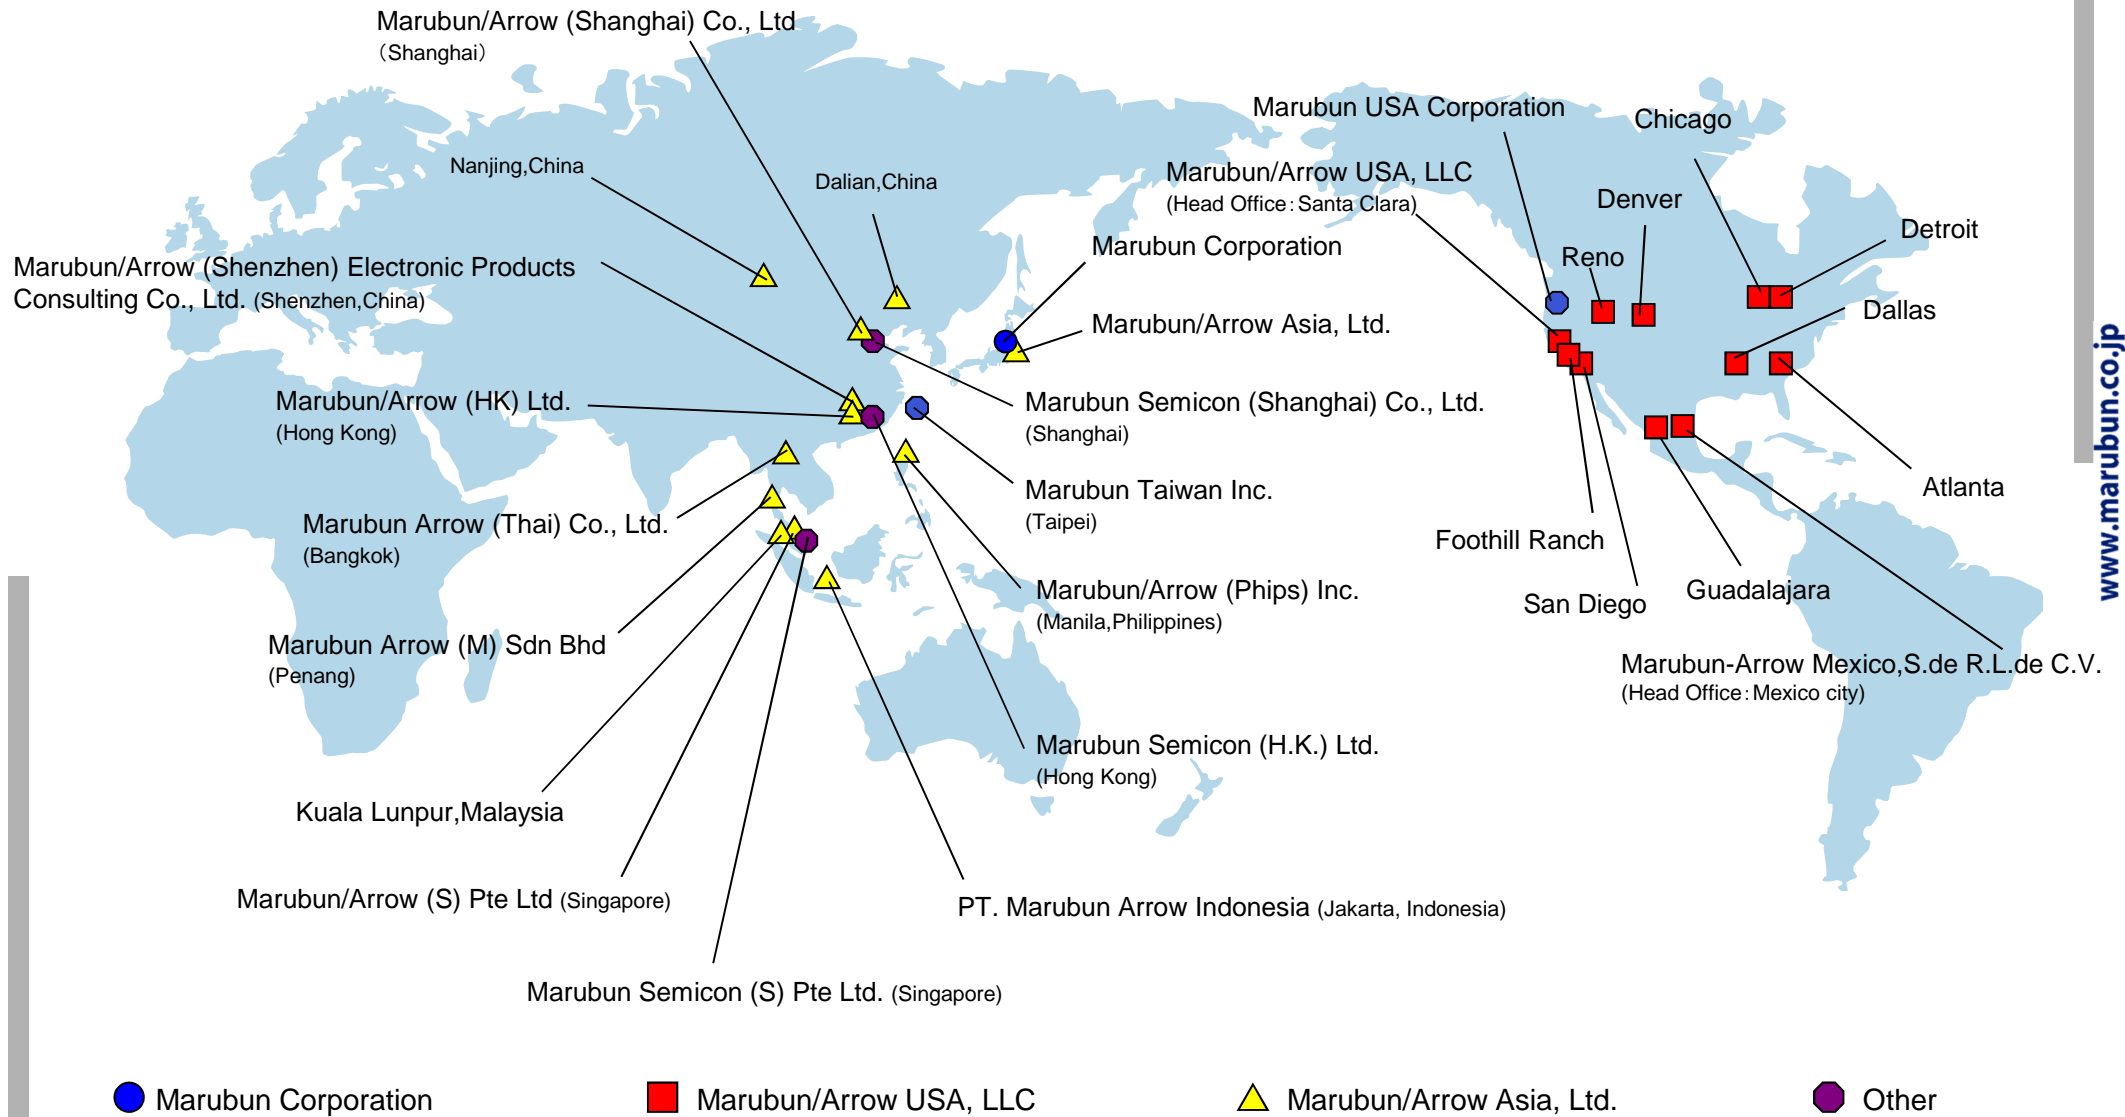 Marubun/Arrow (Shanghai) Co., Ltd
（Shanghai）
Marubun USA Corporation
Chicago
Nanjing,China
Dalian,China
Marubun/Arrow USA, LLC
(Head Office：Santa Clara)
Denver
Detroit
Marubun Corporation
Reno
Marubun/Arrow (Shenzhen) Electronic Products
Consulting Co., Ltd. (Shenzhen,China)
Dallas
Marubun/Arrow Asia, Ltd.
www.marubun.co.jp
Marubun/Arrow (HK) Ltd.
(Hong Kong)
Marubun Semicon (Shanghai) Co., Ltd.
(Shanghai)
Marubun Taiwan Inc.
(Taipei)
Atlanta
Marubun Arrow (Thai) Co., Ltd.
(Bangkok)
Foothill Ranch
Marubun/Arrow (Phips) Inc.
(Manila,Philippines)
Guadalajara
San Diego
Marubun Arrow (M) Sdn Bhd
(Penang)
Marubun-Arrow Mexico,S.de R.L.de C.V.
(Head Office：Mexico city)
Marubun Semicon (H.K.) Ltd.
(Hong Kong)
Kuala Lunpur,Malaysia
Marubun/Arrow (S) Pte Ltd (Singapore)
PT. Marubun Arrow Indonesia (Jakarta, Indonesia)
Marubun Semicon (S) Pte Ltd. (Singapore)
Marubun Corporation
Marubun/Arrow USA, LLC
Marubun/Arrow Asia, Ltd.
Other